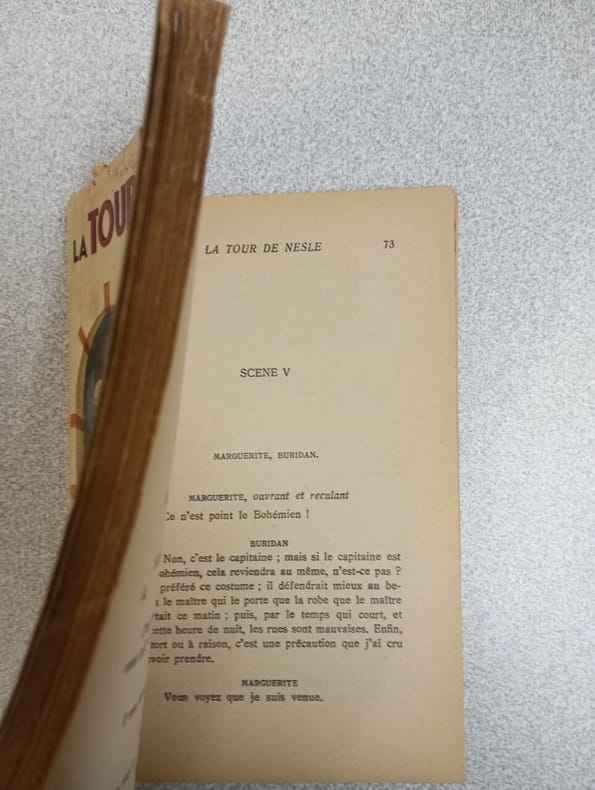 LA TOUR
LA TOUR DE NESLE 73
SCENE V
MARGUERITE, BURIDAN.
MARGUERITE, ouvrant et reculant
Ce n'est point le Bohémien !
BURIDAN
Non, c'est le capitaine ; mais si le capitaine est
ohémien, cela reviendra au même, n'est-ce pas ?
préféré ce costume ; il défendrait mieux au be-
le maître qui le porte que la robe que le maître
tait ce matin ; puis, par le temps qui court, et
cette heure de nuit, les rues sont mauvaises. Enfin,
tort ou à raison, c'est une précaution que j'ai cru
voir prendre.
MARGUERITE
Vous voyez que je suis venue.